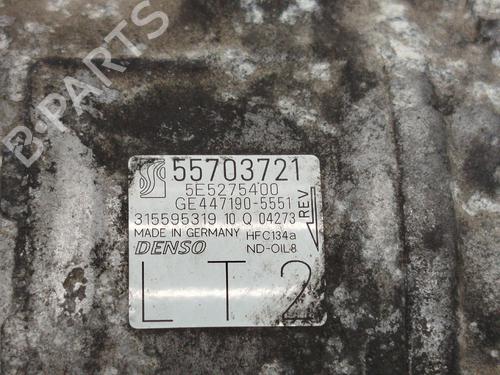 B-PARTS
55703721
5E5275400
GE447190-5551
315595319 10 Q 04273
MADE IN GERMANY HFC134a
DENSO ND-OIL8
REV
LT2